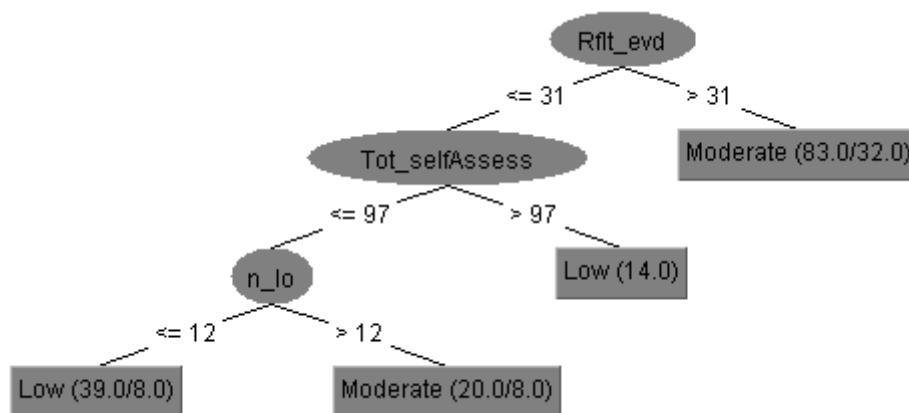 Rflt_evd
<= 31
> 31
Tot_selfAssess
Moderate (83.0/32.0)
<= 97
> 97
n_lo
Low (14.0)
<= 12
> 12
Low (39.0/8.0)
Moderate (20.0/8.0)